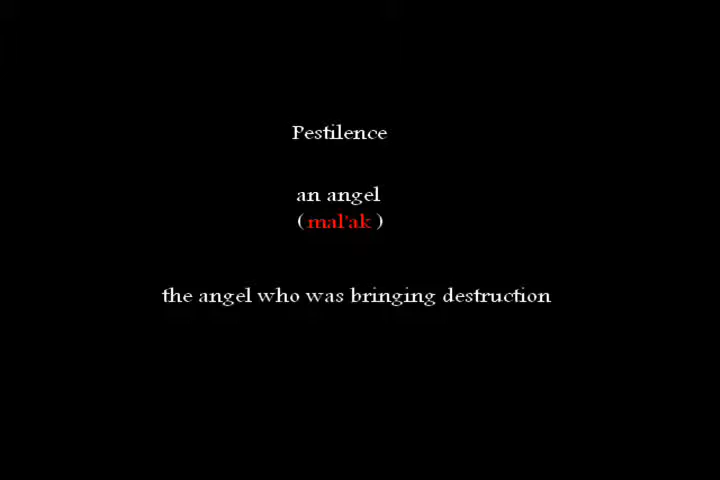 Pestilence
an angel
(mal'ak)
the angel who was bringing destruction